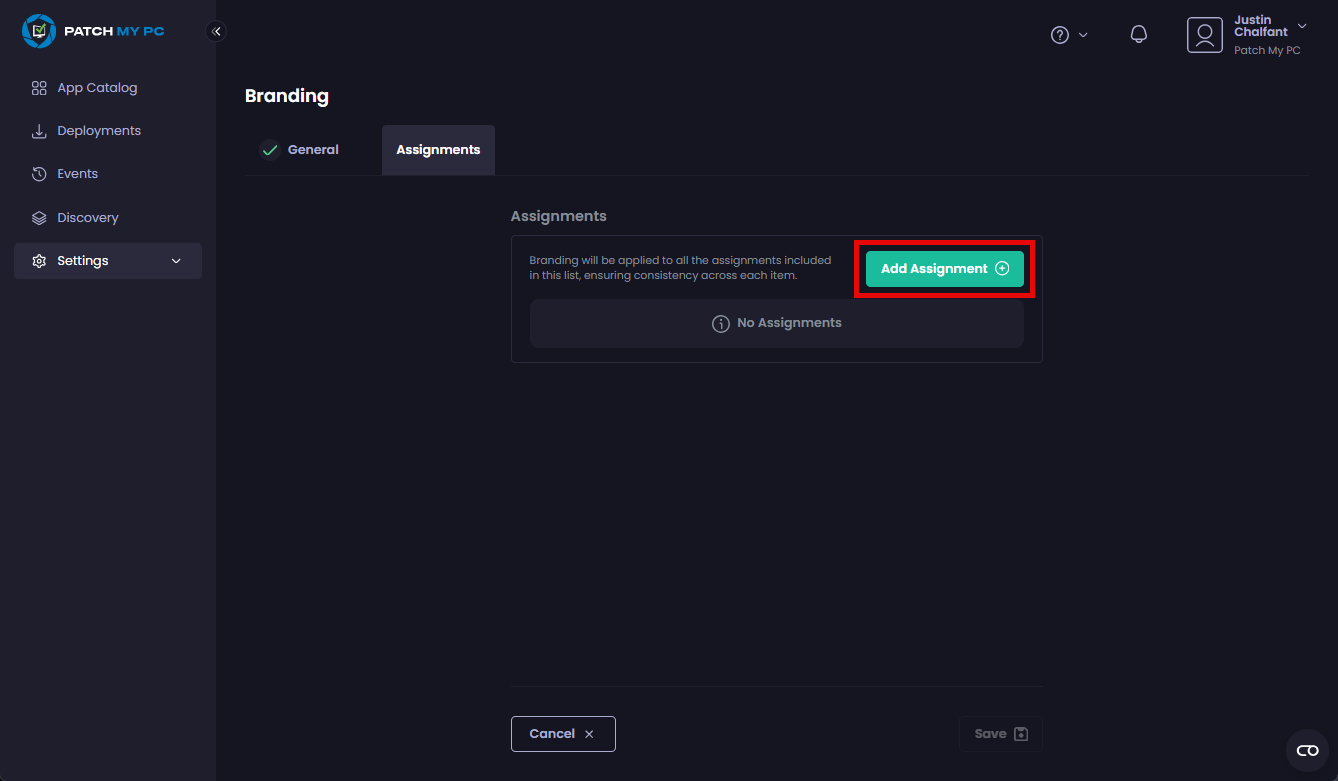 PATCH MY PC
App Catalog
Deployments
Events
Discovery
Settings
Justin
Chalfant
Patch My PC
Branding
General
Assignments
Assignments
Branding will be applied to all the assignments included
in this list, ensuring consistency across each item.
Add Assignment
No Assignments
Cancel
Save